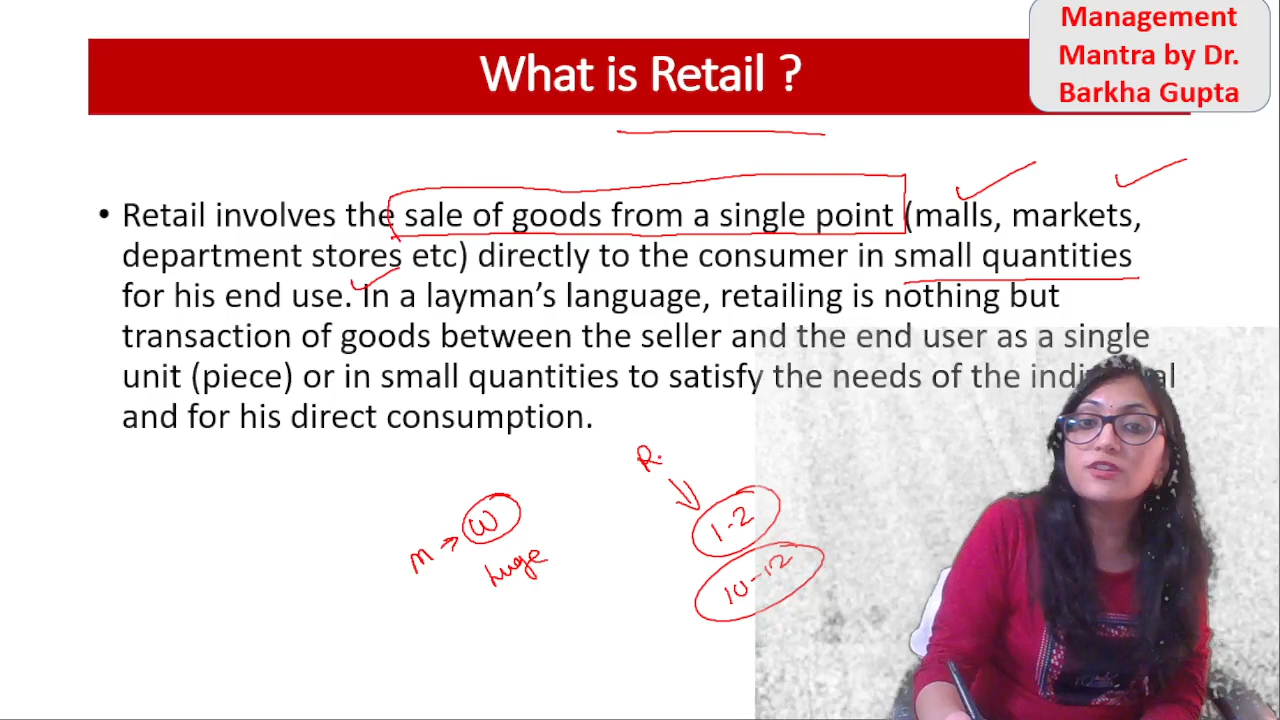 Management
Mantra by Dr.
Barkha Gupta
What is Retail ?
• Retail involves the sale of goods from a single point (malls, markets,
department stores etc) directly to the consumer in small quantities
for his end use. In a layman’s language, retailing is nothing but
transaction of goods between the seller and the end user as a single
unit (piece) or in small quantities to satisfy the needs of the individual
and for his direct consumption.
R.
1-2
M → W
huge
10-12